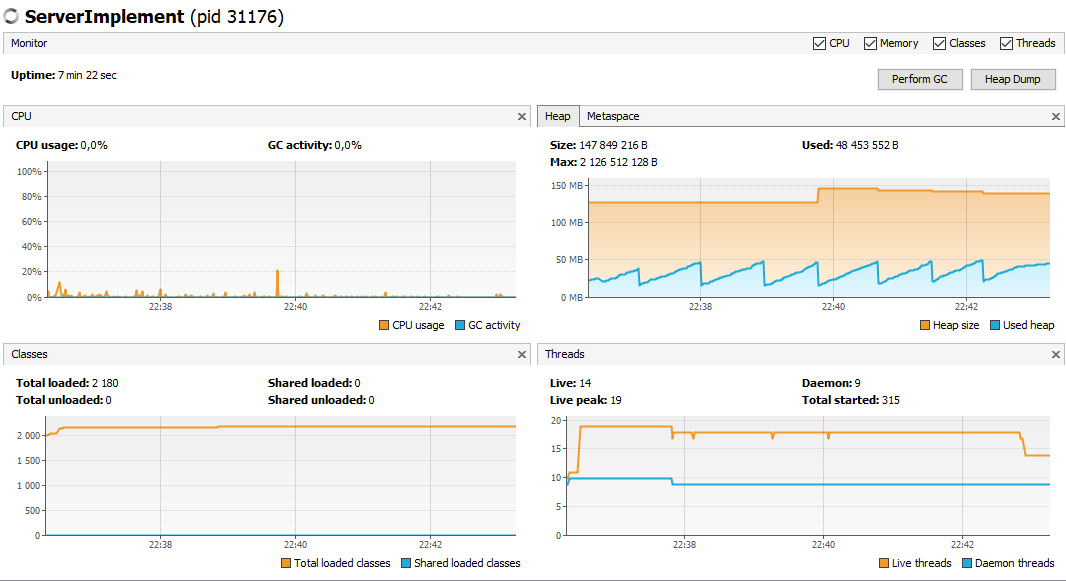 ServerImplement (pid 31176)
Monitor
CPU Memory Classes Threads
Uptime: 7 min 22 sec
Perform GC Heap Dump
CPU
CPU usage: 0,0% GC activity: 0,0%
100%
80%
60%
40%
20%
0%
22:38 22:40 22:42
CPU usage GC activity
Heap Metaspace
Size: 147 849 216 B Used: 48 453 552 B
Max: 2 126 512 128 B
150 MB
100 MB
50 MB
0 MB
22:38 22:40 22:42
Heap size Used heap
Classes
Total loaded: 2 180 Shared loaded: 0
Total unloaded: 0 Shared unloaded: 0
2 000
1 500
1 000
500
0
22:38 22:40 22:42
Total loaded classes Shared loaded classes
Threads
Live: 14 Daemon: 9
Live peak: 19 Total started: 315
20
15
10
5
0
22:38 22:40 22:42
Live threads Daemon threads